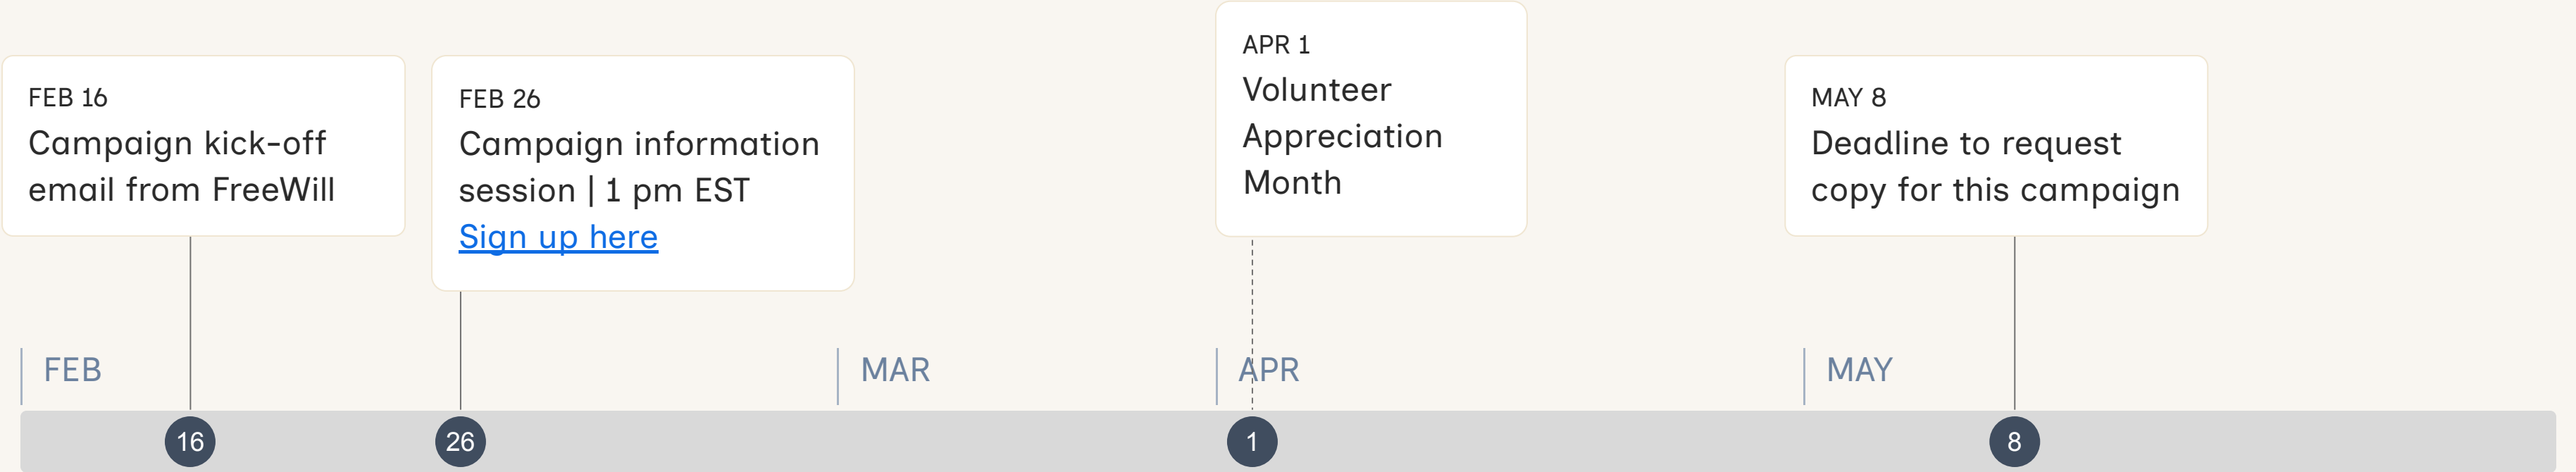 FEB 16
Campaign kick-off
email from FreeWill
FEB 26
Campaign information
session | 1 pm EST
Sign up here
APR 1
Volunteer
Appreciation
Month
MAY 8
Deadline to request
copy for this campaign
FEB
MAR
APR
MAY
16
26
1
8